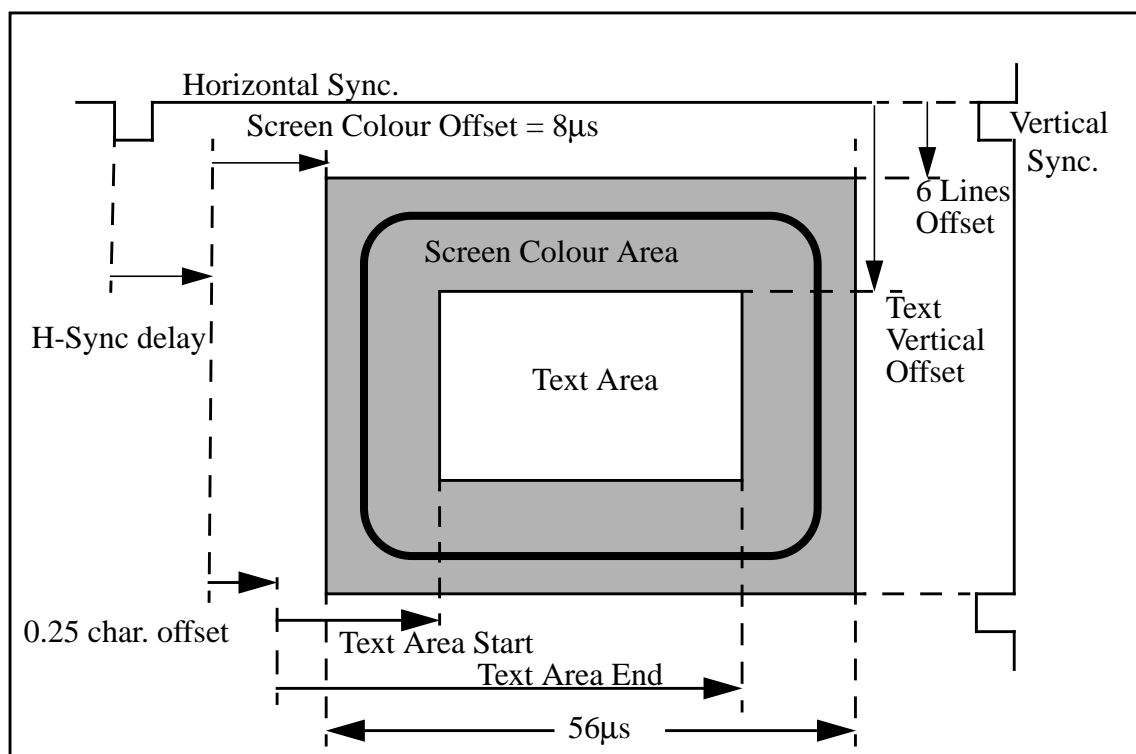 Horizontal Sync.
Screen Colour Offset = 8μs
Vertical
Sync.
6 Lines
Offset
Screen Colour Area
H-Sync delay
Text
Vertical
Offset
Text Area
0.25 char. offset
Text Area Start
Text Area End
56μs